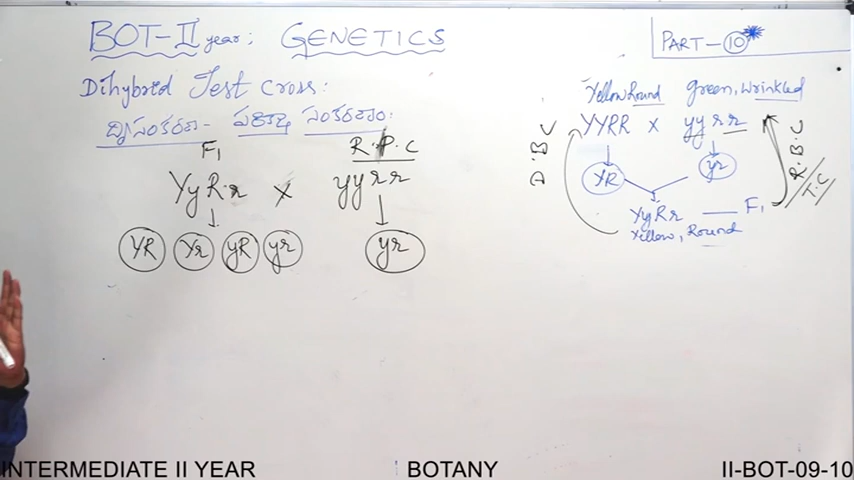 BOT-II year; GENETICS
PART-10
Dihybrid Test Cross:
ద్విసంకరణ - పరీక్షా సంకరణం:
F1
R.P.C
YyRr x yyrr
YR Yr yR yr yr
Yellow Round Green, Wrinkled
YYRR x yyrr
YR yr
YyRr — F1
Yellow, Round
D.B.C
R.B.C
T.C
INTERMEDIATE II YEAR BOTANY II-BOT-09-10